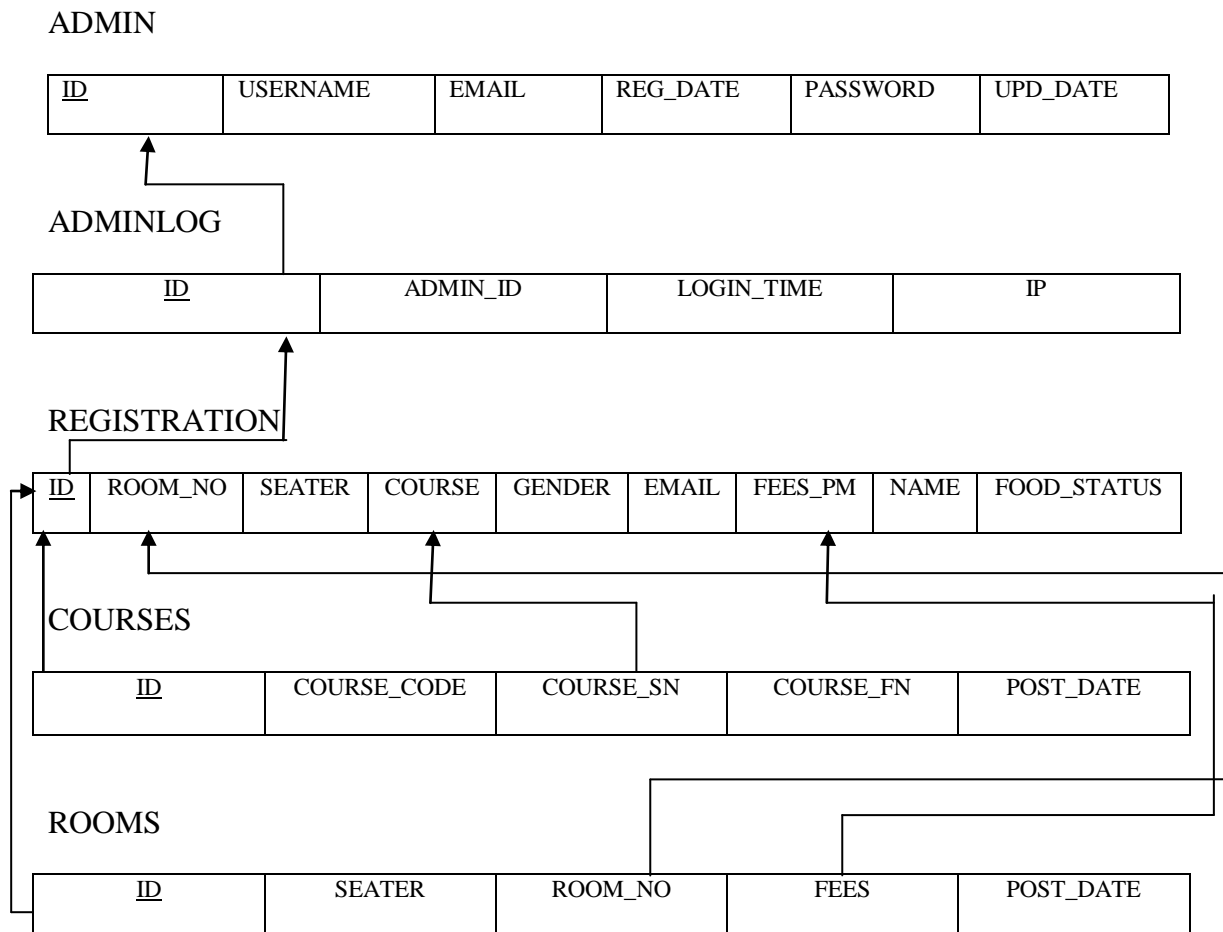 ADMIN
ID USERNAME EMAIL REG_DATE PASSWORD UPD_DATE
ADMINLOG
ID ADMIN_ID LOGIN_TIME IP
REGISTRATION
ID ROOM_NO SEATER COURSE GENDER EMAIL FEES_PM NAME FOOD_STATUS
COURSES
ID COURSE_CODE COURSE_SN COURSE_FN POST_DATE
ROOMS
ID SEATER ROOM_NO FEES POST_DATE